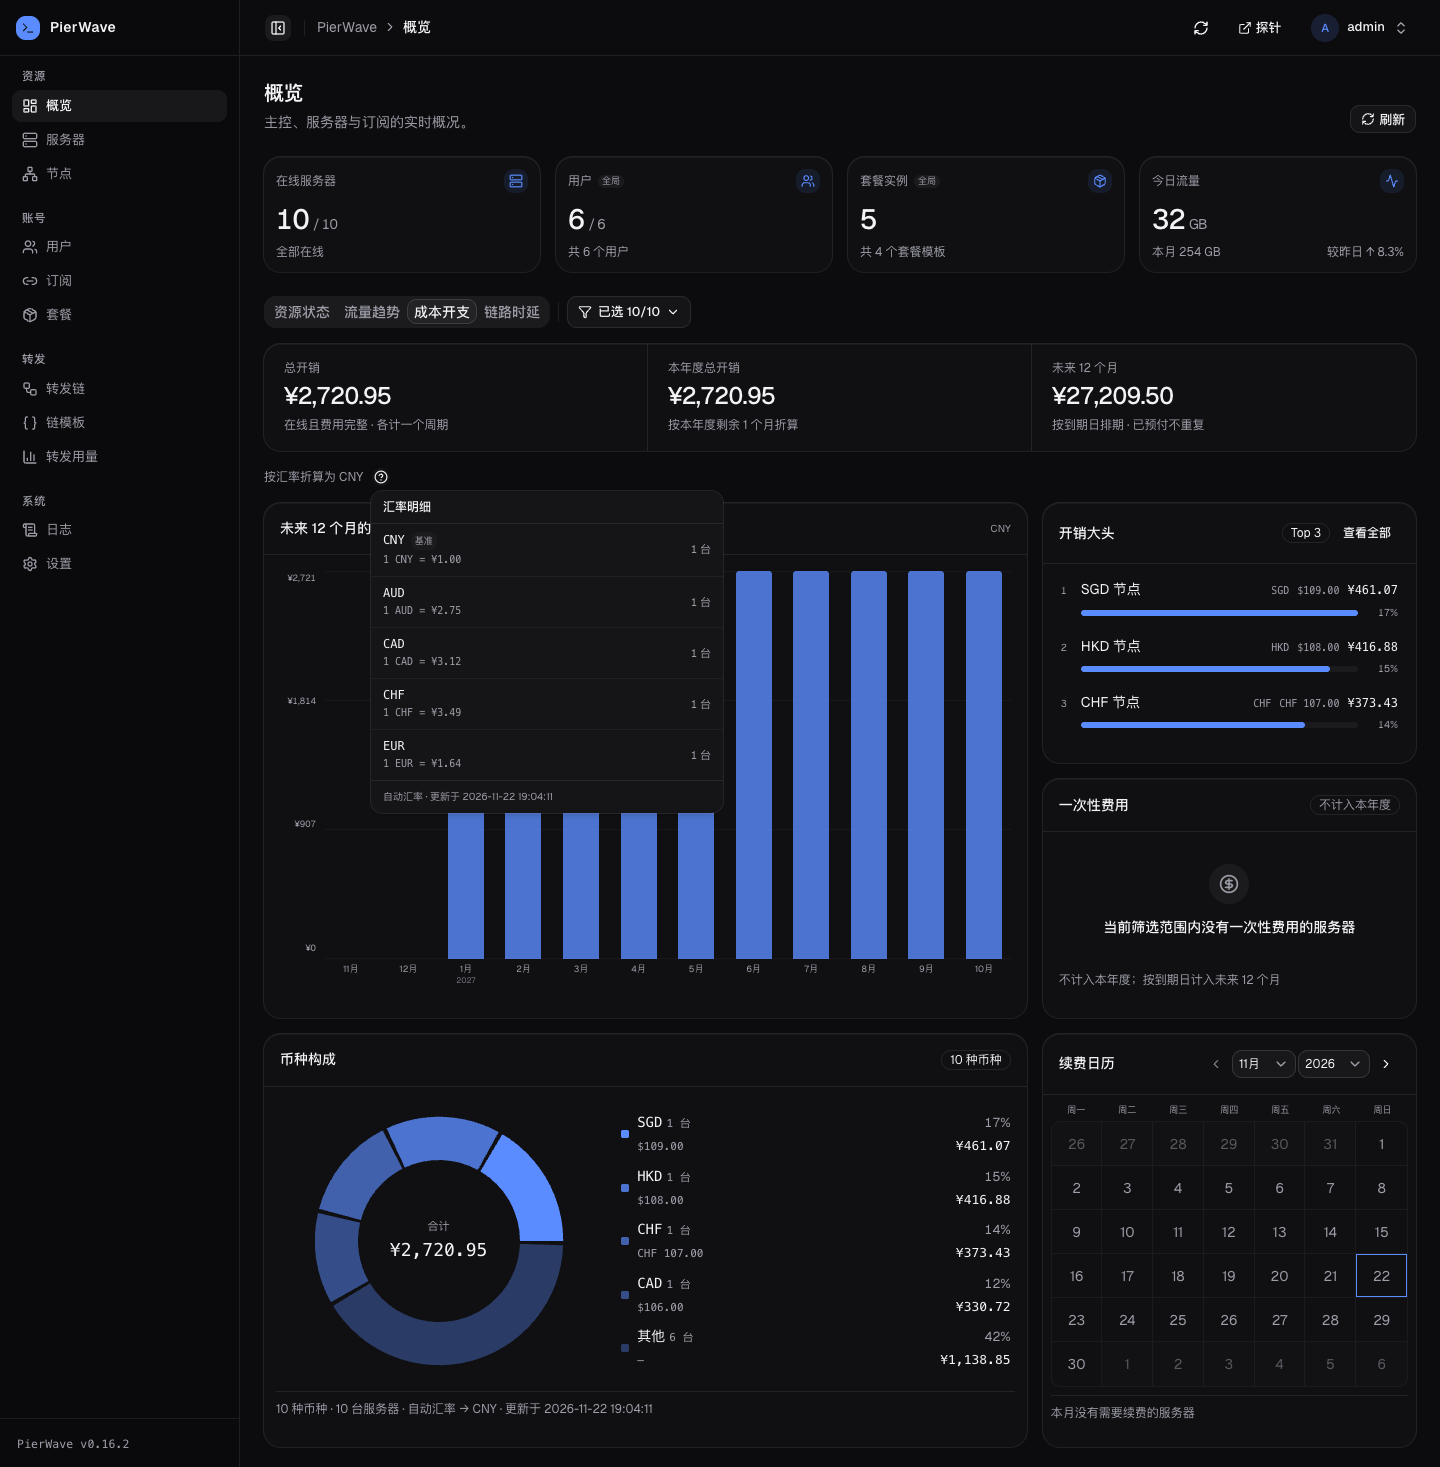 PierWave
PierWave > 概览
探针
A
admin
资源
概览
服务器
节点
账号
用户
订阅
套餐
转发
转发链
链模板
转发用量
系统
日志
设置
PierWave v0.16.2
概览
主控、服务器与订阅的实时概况。
刷新
在线服务器
10 / 10
全部在线
用户 全局
6 / 6
共 6 个用户
套餐实例 全局
5
共 4 个套餐模板
今日流量
32 GB
本月 254 GB 较昨日 ↑ 8.3%
资源状态 流量趋势 成本开支 链路时延
已选 10/10
总开销
¥2,720.95
在线且费用完整 · 各计一个周期
本年度总开销
¥2,720.95
按本年度剩余 1 个月折算
未来 12 个月
¥27,209.50
按到期日排期 · 已预付不重复
按汇率折算为 CNY
未来 12 个月的
CNY
汇率明细
CNY 基准
1 CNY = ¥1.00
1 台
AUD
1 AUD = ¥2.75
1 台
CAD
1 CAD = ¥3.12
1 台
CHF
1 CHF = ¥3.49
1 台
EUR
1 EUR = ¥1.64
1 台
自动汇率 · 更新于 2026-11-22 19:04:11
¥2,721
¥1,814
¥907
¥0
11月 12月 1月 2月 3月 4月 5月 6月 7月 8月 9月 10月
2027
开销大头
Top 3
查看全部
1 SGD 节点 SGD $109.00 ¥461.07
17%
2 HKD 节点 HKD $108.00 ¥416.88
15%
3 CHF 节点 CHF CHF 107.00 ¥373.43
14%
一次性费用
不计入本年度
当前筛选范围内没有一次性费用的服务器
不计入本年度；按到期日计入未来 12 个月
币种构成
10 种币种
合计
¥2,720.95
SGD 1 台 17%
$109.00 ¥461.07
HKD 1 台 15%
$108.00 ¥416.88
CHF 1 台 14%
CHF 107.00 ¥373.43
CAD 1 台 12%
$106.00 ¥330.72
其他 6 台 42%
— ¥1,138.85
10 种币种 · 10 台服务器 · 自动汇率 → CNY · 更新于 2026-11-22 19:04:11
续费日历
11月
2026
周一 周二 周三 周四 周五 周六 周日
26 27 28 29 30 31 1
2 3 4 5 6 7 8
9 10 11 12 13 14 15
16 17 18 19 20 21 22
23 24 25 26 27 28 29
30 1 2 3 4 5 6
本月没有需要续费的服务器